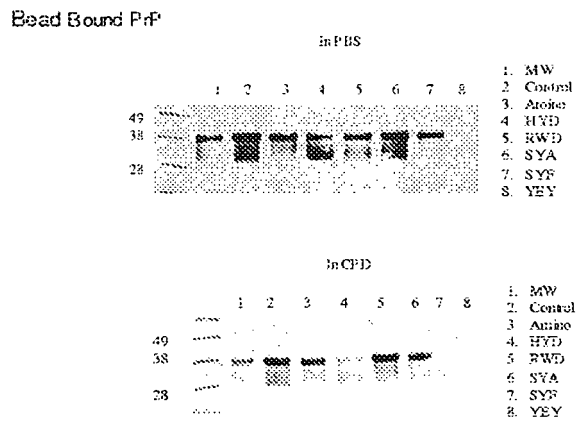 Bead Bound PrP
In PBS
1 2 3 4 5 6 7 8
49
38
28
1. MW
2 Control
3. Amino
4 HYD
5. RWD
6. SYA
7. SYF
8. YEY
In CPD
1 2 3 4 5 6 7 8
49
38
28
1. MW
2. Control
3 Amino
4. HYD
5 RWD
6 SYA
7. SYF
8. YEY